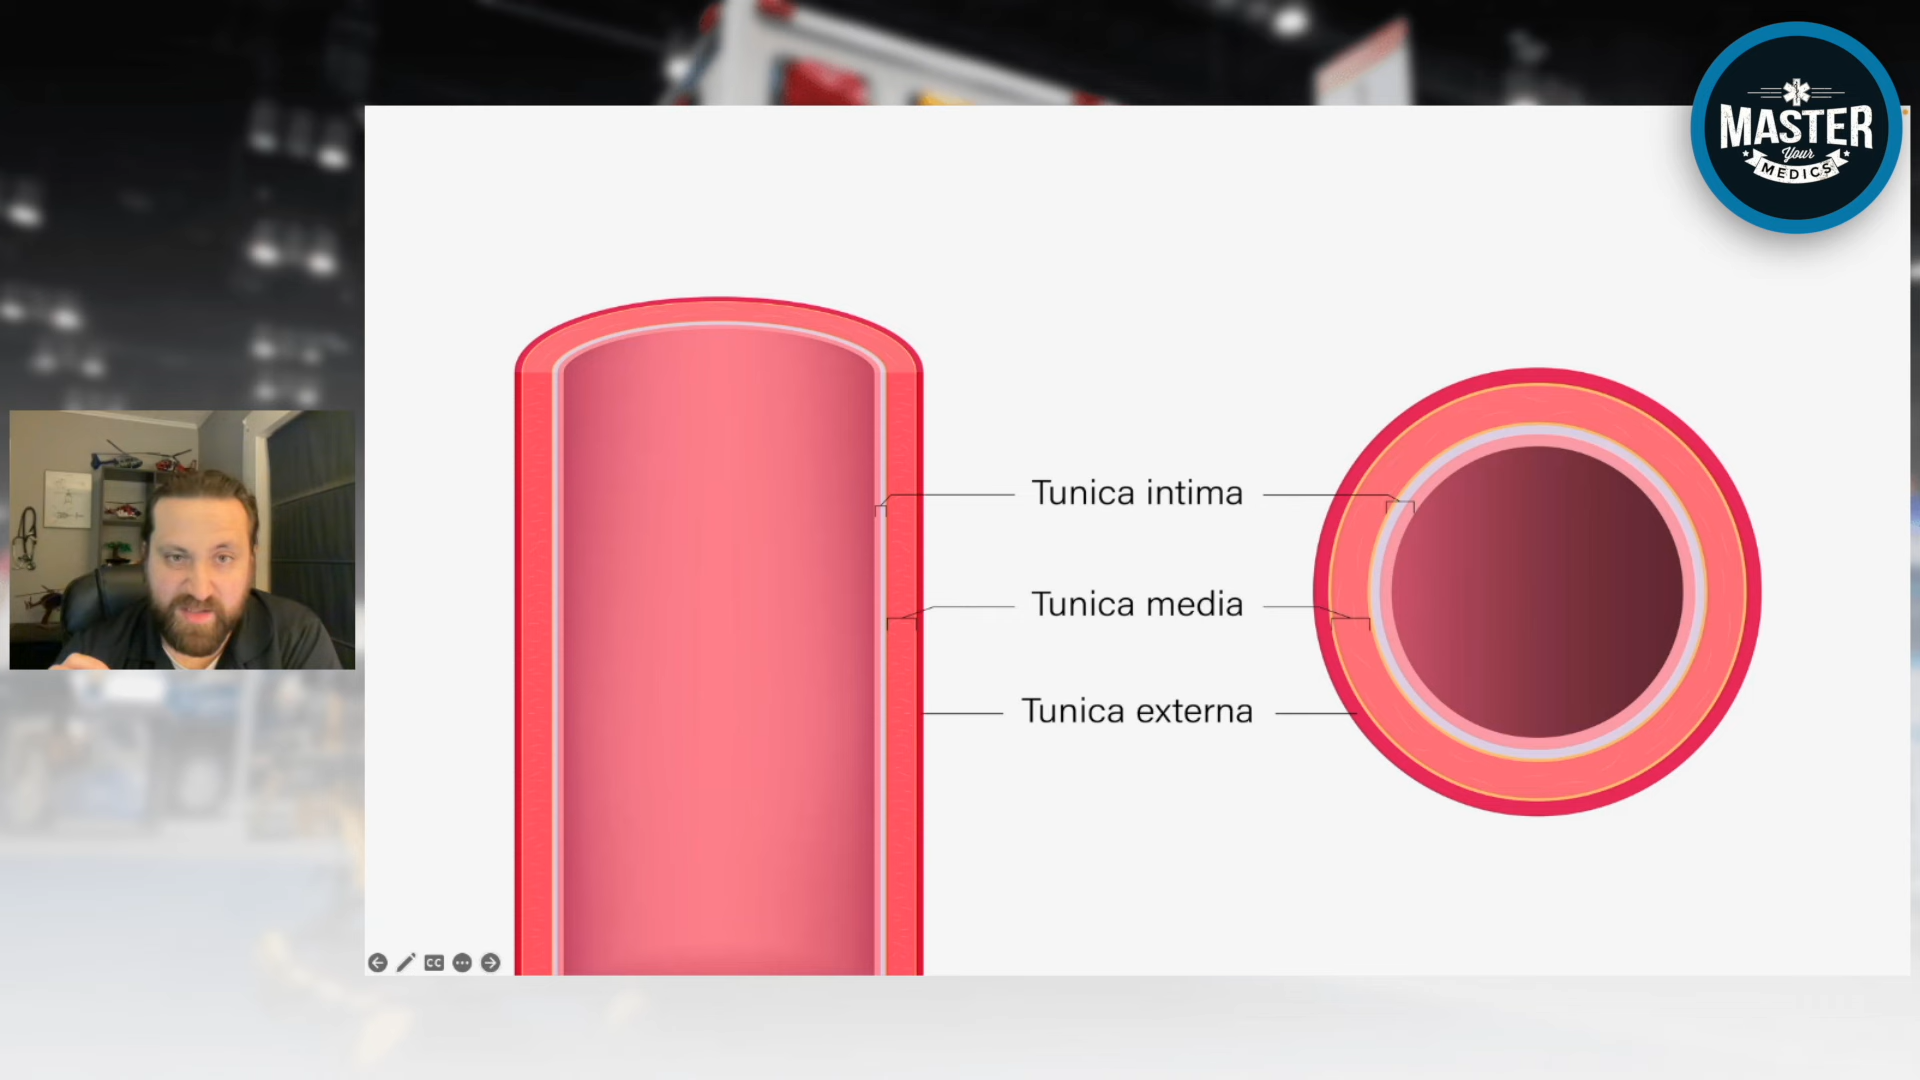 MASTER
Your
MEDICS
Tunica intima
Tunica media
Tunica externa
CC